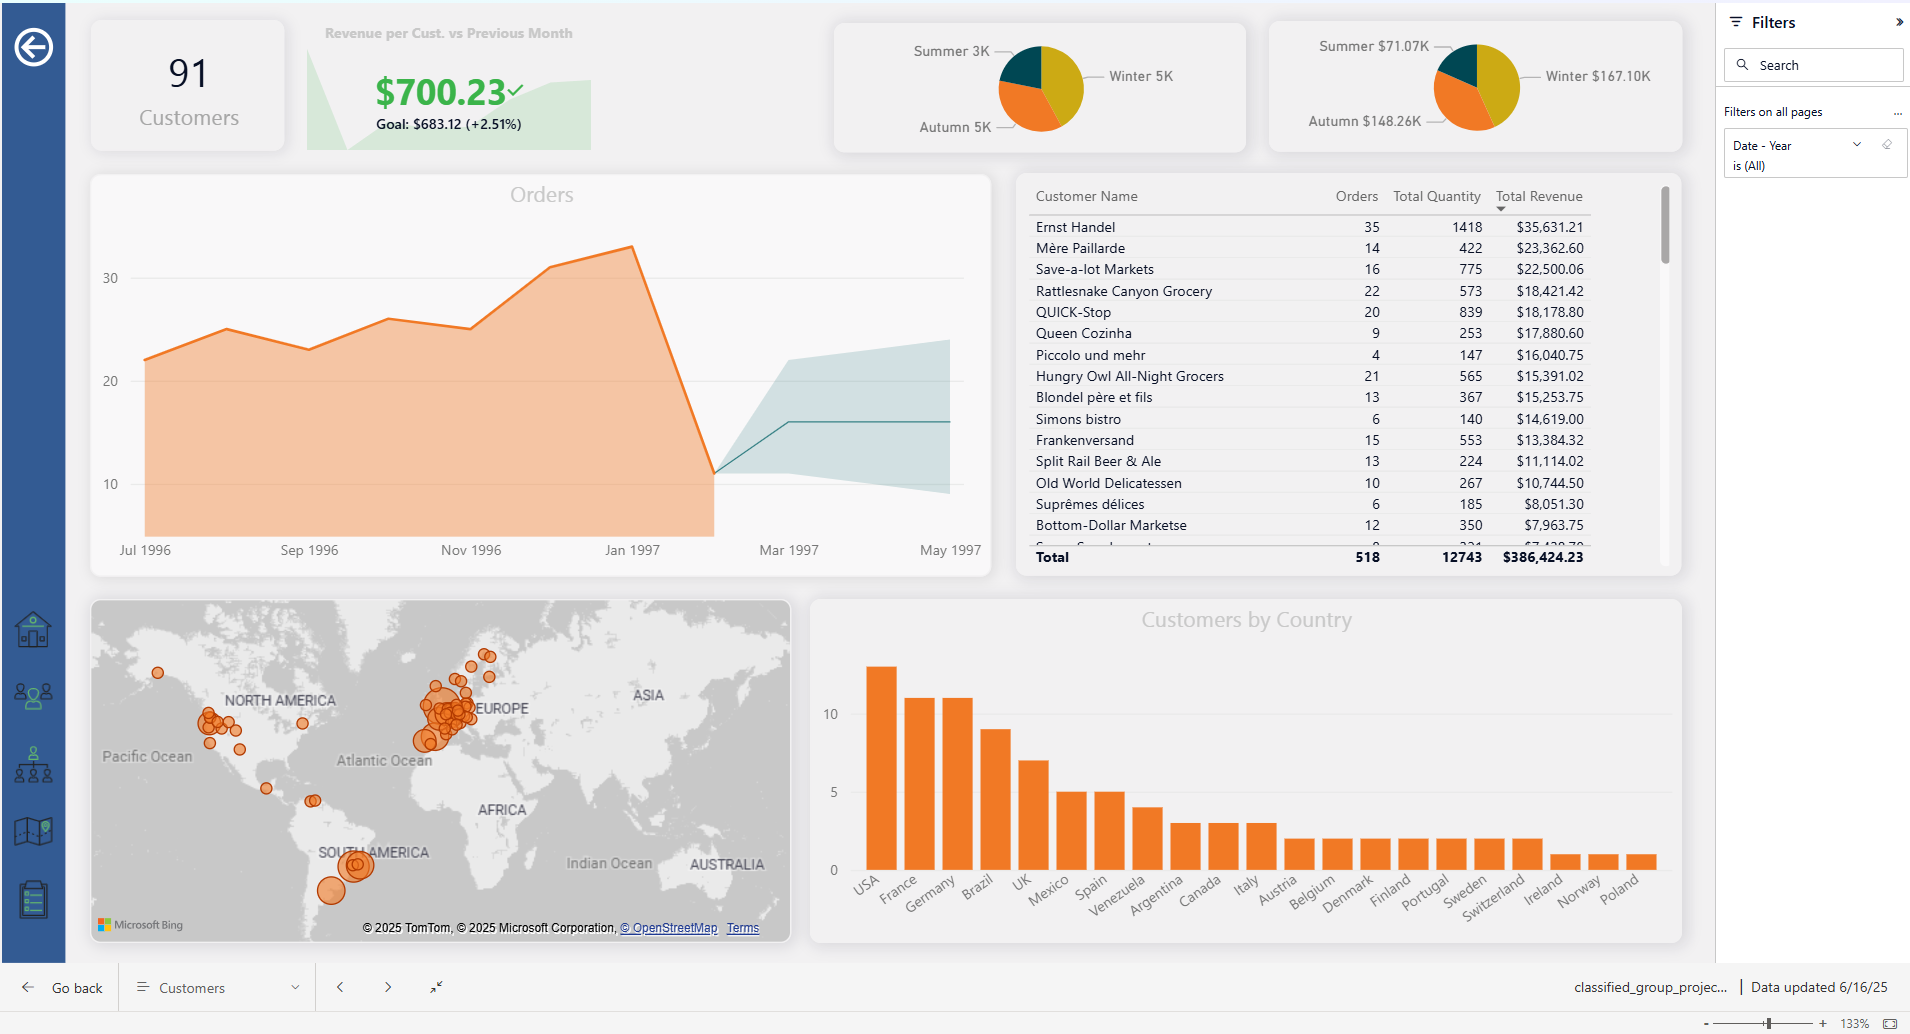 91
Customers
Revenue per Cust. vs Previous Month
$700.23
Goal: $683.12 (+2.51%)
Summer 3K
Winter 5K
Autumn 5K
Summer $71.07K
Winter $167.10K
Autumn $148.26K
Filters
Search
Filters on all pages
...
Date - Year
is (All)
Orders
30
20
10
Jul 1996 Sep 1996 Nov 1996 Jan 1997 Mar 1997 May 1997
Customer Name Orders Total Quantity Total Revenue
Ernst Handel 35 1418 $35,631.21
Mère Paillarde 14 422 $23,362.60
Save-a-lot Markets 16 775 $22,500.06
Rattlesnake Canyon Grocery 22 573 $18,421.42
QUICK-Stop 20 839 $18,178.80
Queen Cozinha 9 253 $17,880.60
Piccolo und mehr 4 147 $16,040.75
Hungry Owl All-Night Grocers 21 565 $15,391.02
Blondel père et fils 13 367 $15,253.75
Simons bistro 6 140 $14,619.00
Frankenversand 15 553 $13,384.32
Split Rail Beer & Ale 13 224 $11,114.02
Old World Delicatessen 10 267 $10,744.50
Suprêmes délices 6 185 $8,051.30
Bottom-Dollar Marketse 12 350 $7,963.75
Total 518 12743 $386,424.23
NORTH AMERICA
EUROPE
ASIA
Pacific Ocean
Atlantic Ocean
AFRICA
SOUTH AMERICA
Indian Ocean
AUSTRALIA
Microsoft Bing
© 2025 TomTom, © 2025 Microsoft Corporation, © OpenStreetMap Terms
Customers by Country
10
5
0
USA France Germany Brazil UK Mexico Spain Venezuela Argentina Canada Italy Austria Belgium Denmark Finland Portugal Sweden Switzerland Ireland Norway Poland
Go back
Customers
classified_group_projec... | Data updated 6/16/25
- + 133%